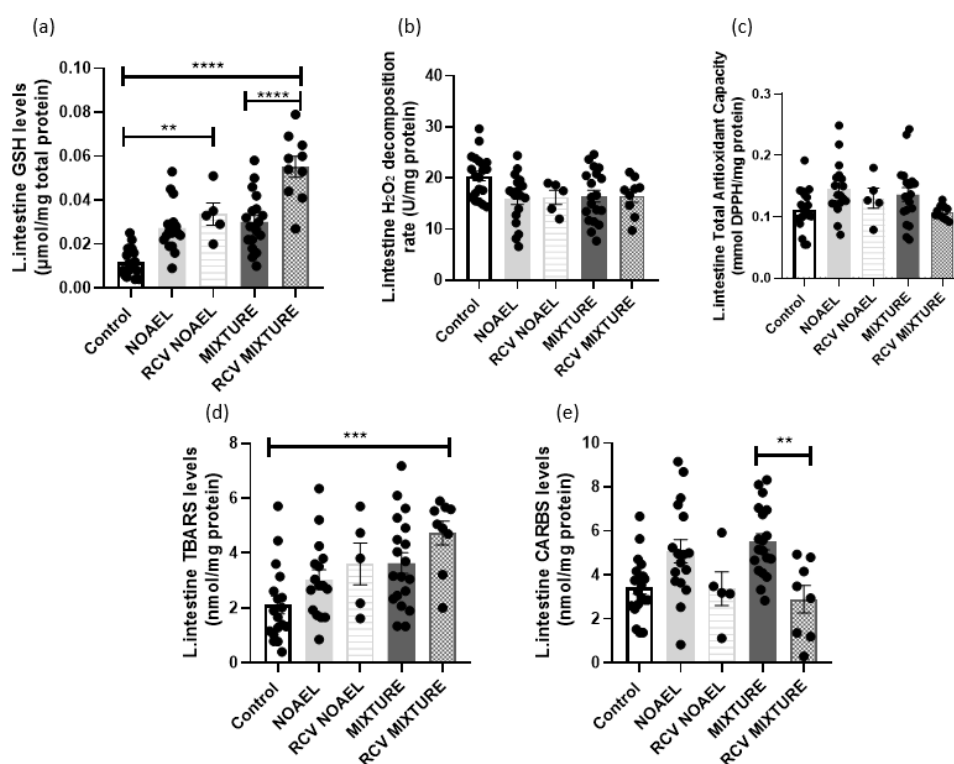 (a)
L.intestine GSH levels
(μmol/mg total protein)
0.10
0.08
0.06
0.04
0.02
0.00
****
****
**
Control
NOAEL
RCV NOAEL
MIXTURE
RCV MIXTURE
(b)
L.intestine H₂O₂ decomposition
rate (U/mg protein)
40
30
20
10
0
Control
NOAEL
RCV NOAEL
MIXTURE
RCV MIXTURE
(c)
L.intestine Total Antioxidant Capacity
(mmol DPPH/mg protein)
0.3
0.2
0.1
0.0
Control
NOAEL
RCV NOAEL
MIXTURE
RCV MIXTURE
(d)
L.intestine TBARS levels
(nmol/mg protein)
8
6
4
2
0
***
Control
NOAEL
RCV NOAEL
MIXTURE
RCV MIXTURE
(e)
L.intestine CARBS levels
(nmol/mg protein)
10
8
6
4
2
0
**
Control
NOAEL
RCV NOAEL
MIXTURE
RCV MIXTURE